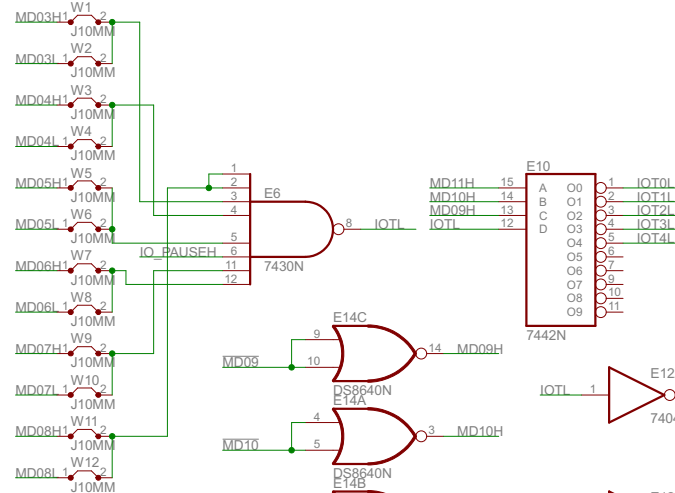 W1
MD03H 1 2
J10MM
W2
MD03L 1 2
J10MM
W3
MD04H 1 2
J10MM
W4
MD04L 1 2
J10MM
W5
MD05H 1 2
J10MM
W6
MD05L 1 2
J10MM
W7
MD06H 1 2
J10MM
W8
MD06L 1 2
J10MM
W9
MD07H 1 2
J10MM
W10
MD07L 1 2
J10MM
W11
MD08H 1 2
J10MM
W12
MD08L 1 2
J10MM
1
2
3
4
5
IO_PAUSEH 6
11
12
E6
8 IOTL
7430N
E10
MD11H 15 A O0 1 IOT0L
MD10H 14 B O1 2 IOT1L
MD09H 13 C O2 3 IOT2L
IOTL 12 D O3 4 IOT3L
O4 5 IOT4L
O5 6
O6 7
O7 9
O8 10
O9 11
7442N
E14C
9
MD09 10
14 MD09H
DS8640N
E14A
4
MD10 5
3 MD10H
DS8640N
E14B
E12
IOTL 1
7404